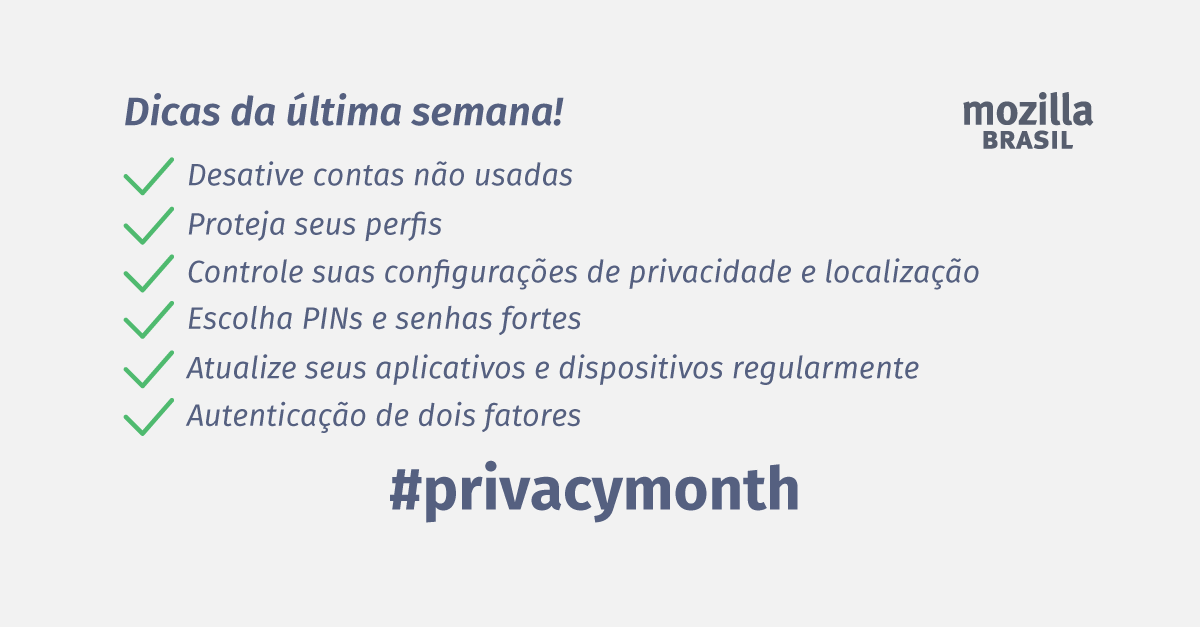 Dicas da última semana!
mozilla
BRASIL
Desative contas não usadas
Proteja seus perfis
Controle suas configurações de privacidade e localização
Escolha PINs e senhas fortes
Atualize seus aplicativos e dispositivos regularmente
Autenticação de dois fatores
#privacymonth